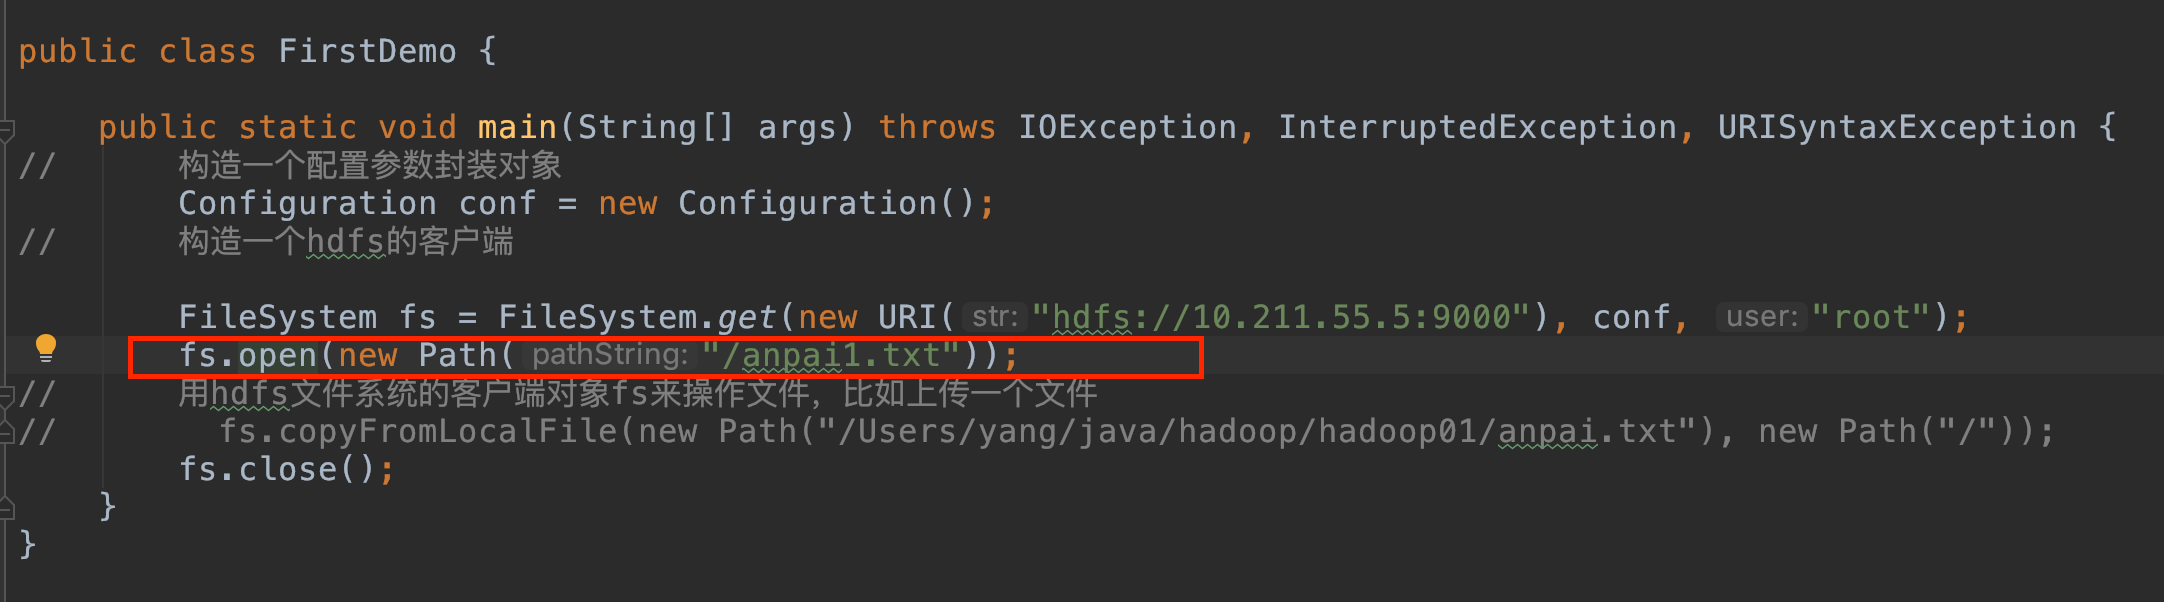 public class FirstDemo {
public static void main(String[] args) throws IOException, InterruptedException, URISyntaxException {
// 构造一个配置参数封装对象
Configuration conf = new Configuration();
// 构造一个hdfs的客户端
FileSystem fs = FileSystem.get(new URI( str: "hdfs://10.211.55.5:9000"), conf, user: "root");
fs.open(new Path( pathString: "/anpai1.txt"));
// 用hdfs文件系统的客户端对象fs来操作文件，比如上传一个文件
// fs.copyFromLocalFile(new Path("/Users/yang/java/hadoop/hadoop01/anpai.txt"), new Path("/"));
fs.close();
}
}